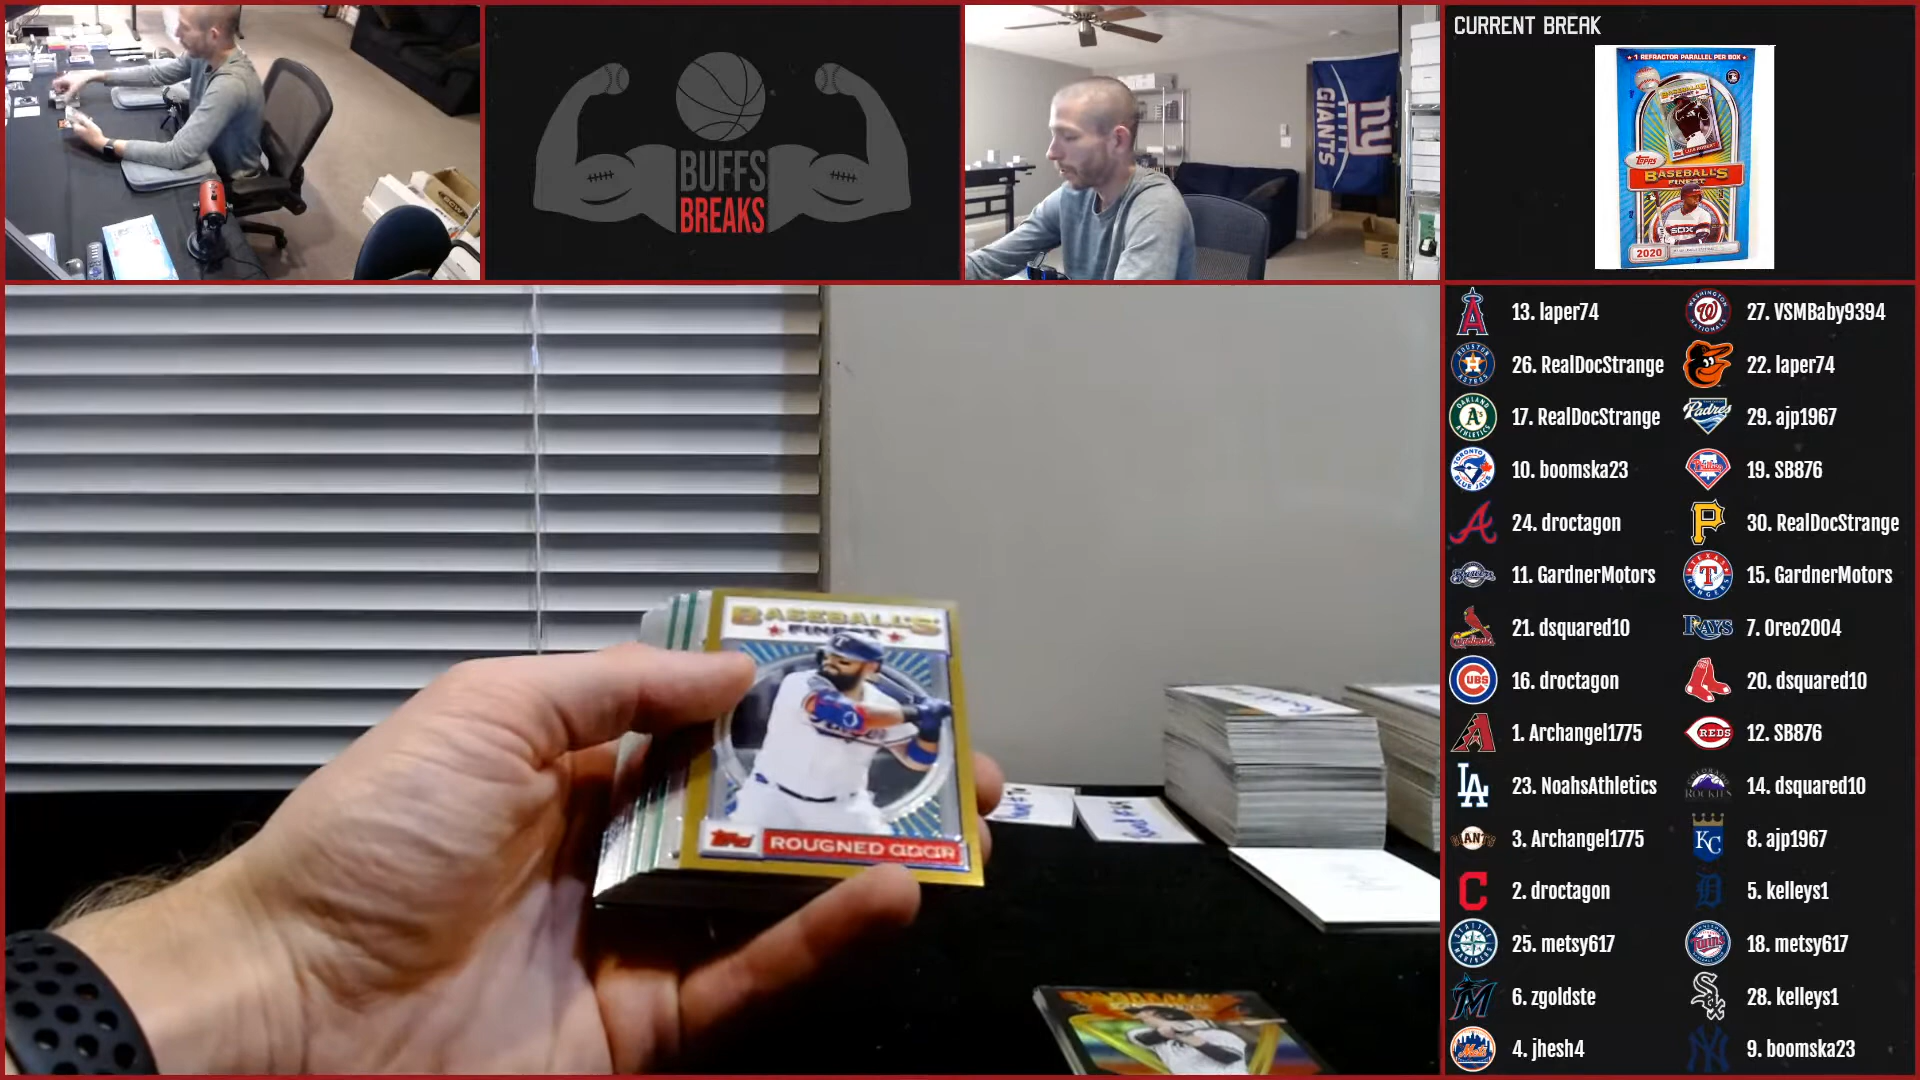 BUFFS
BREAKS
GIANTS
ny
CURRENT BREAK
1 REFRACTOR PARALLEL PER BOX
Topps
BASEBALL'S
FINEST
SOX
2020
BASEBALL'S
FINEST
Topps
ROUGNED ODOR
13. laper74
27. VSMBaby9394
26. RealDocStrange
22. laper74
17. RealDocStrange
29. ajp1967
10. boomska23
19. SB876
24. droctagon
30. RealDocStrange
11. GardnerMotors
15. GardnerMotors
21. dsquared10
7. Oreo2004
16. droctagon
20. dsquared10
1. Archangel1775
12. SB876
23. NoahsAthletics
14. dsquared10
3. Archangel1775
8. ajp1967
2. droctagon
5. kelleys1
25. metsy617
18. metsy617
6. zgoldste
28. kelleys1
4. jhesh4
9. boomska23